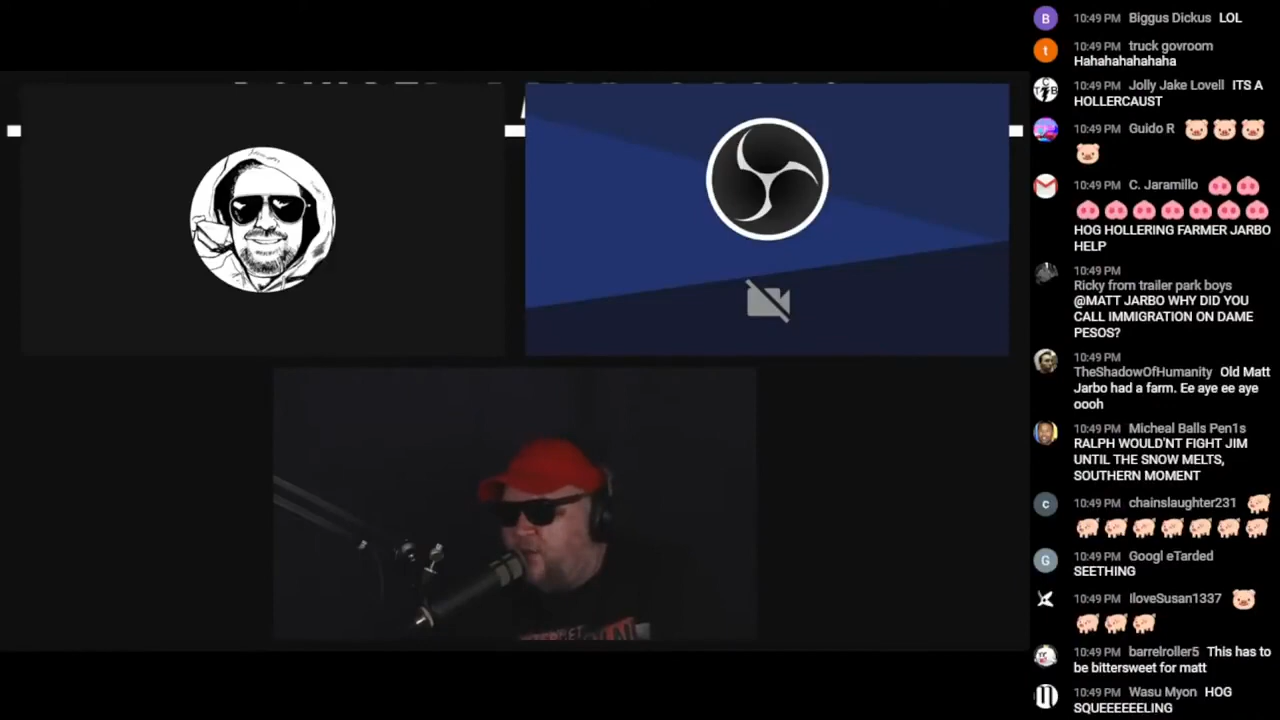 10:49 PM Biggus Dickus LOL
10:49 PM truck govroom
Hahahahahaha
10:49 PM Jolly Jake Lovell ITS A
HOLLERCAUST
10:49 PM Guido R 🐷🐷🐷
🐷
10:49 PM C. Jaramillo 🐽🐽
🐽🐽🐽🐽🐽🐽🐽
HOG HOLLERING FARMER JARBO
HELP
10:49 PM
Ricky from trailer park boys
@MATT JARBO WHY DID YOU
CALL IMMIGRATION ON DAME
PESOS?
10:49 PM
TheShadowOfHumanity Old Matt
Jarbo had a farm. Ee aye ee aye
oooh
10:49 PM Micheal Balls Pen1s
RALPH WOULD'NT FIGHT JIM
UNTIL THE SNOW MELTS,
SOUTHERN MOMENT
10:49 PM chainslaughter231 🐖
🐖🐖🐖🐖🐖🐖🐖
10:49 PM Googl eTarded
SEETHING
10:49 PM IloveSusan1337 🐷
🐖🐖🐖
10:49 PM barrelroller5 This has to
be bittersweet for matt
10:49 PM Wasu Myon HOG
SQUEEEEEELING